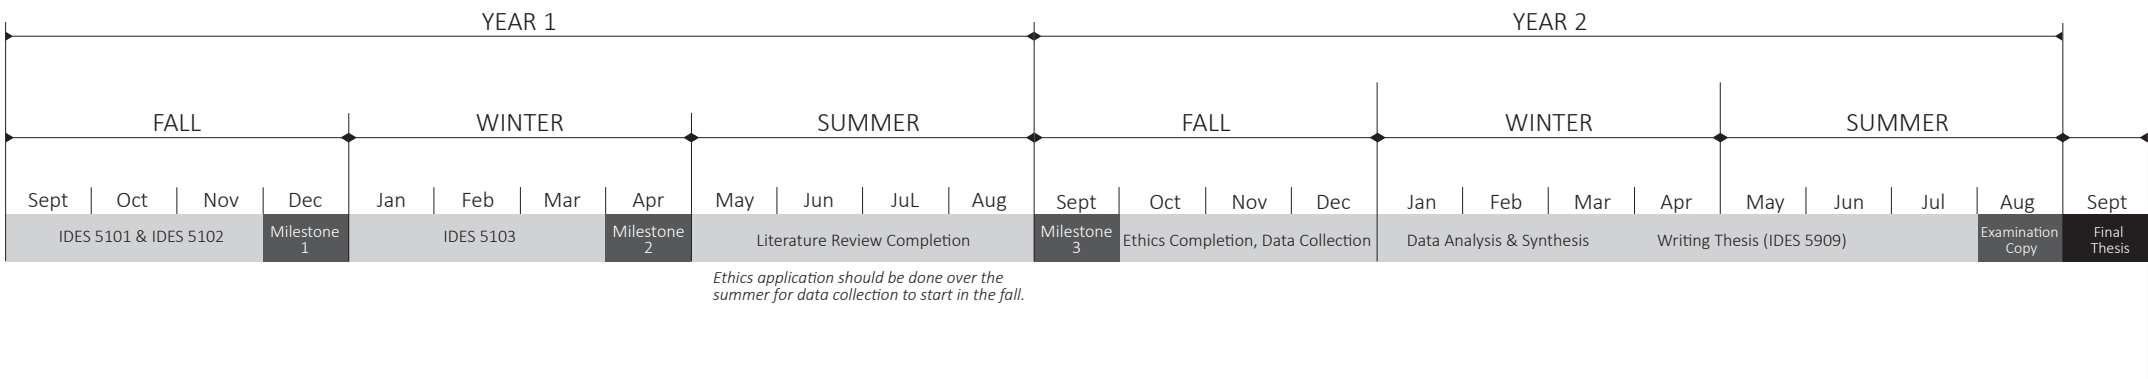 YEAR 1
YEAR 2
FALL
WINTER
SUMMER
FALL
WINTER
SUMMER
Sept
Oct
Nov
Dec
Jan
Feb
Mar
Apr
May
Jun
JuL
Aug
Sept
Oct
Nov
Dec
Jan
Feb
Mar
Apr
May
Jun
Jul
Aug
Sept
IDES 5101 & IDES 5102
Milestone
1
IDES 5103
Milestone
2
Literature Review Completion
Milestone
3
Ethics Completion, Data Collection
Data Analysis & Synthesis
Writing Thesis (IDES 5909)
Examination
Copy
Final
Thesis
Ethics application should be done over the
summer for data collection to start in the fall.